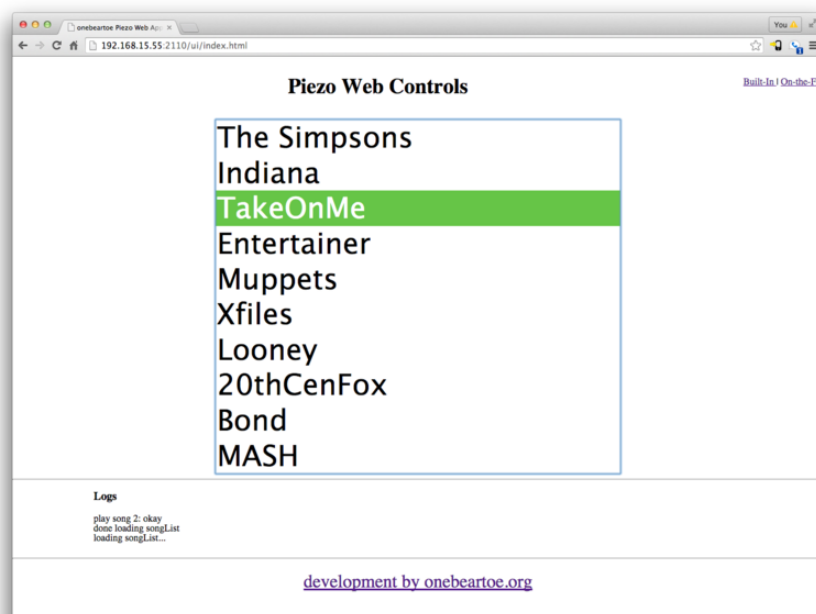 onebeartoe Piezo Web Ap
You
192.168.15.55:2110/ui/index.html
Piezo Web Controls
Built-In | On-the-F
The Simpsons
Indiana
TakeOnMe
Entertainer
Muppets
Xfiles
Looney
20thCenFox
Bond
MASH
Logs
play song 2: okay
done loading songList
loading songList...
development by onebeartoe.org